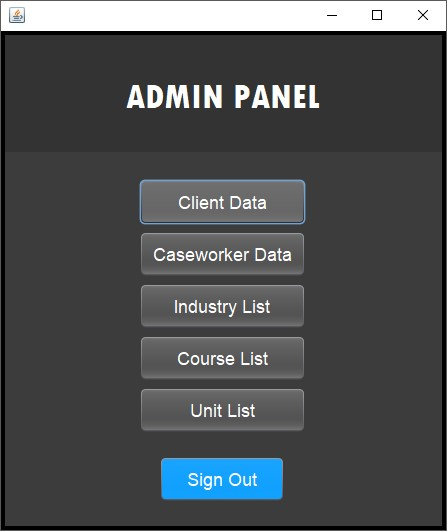 ADMIN PANEL
Client Data
Caseworker Data
Industry List
Course List
Unit List
Sign Out